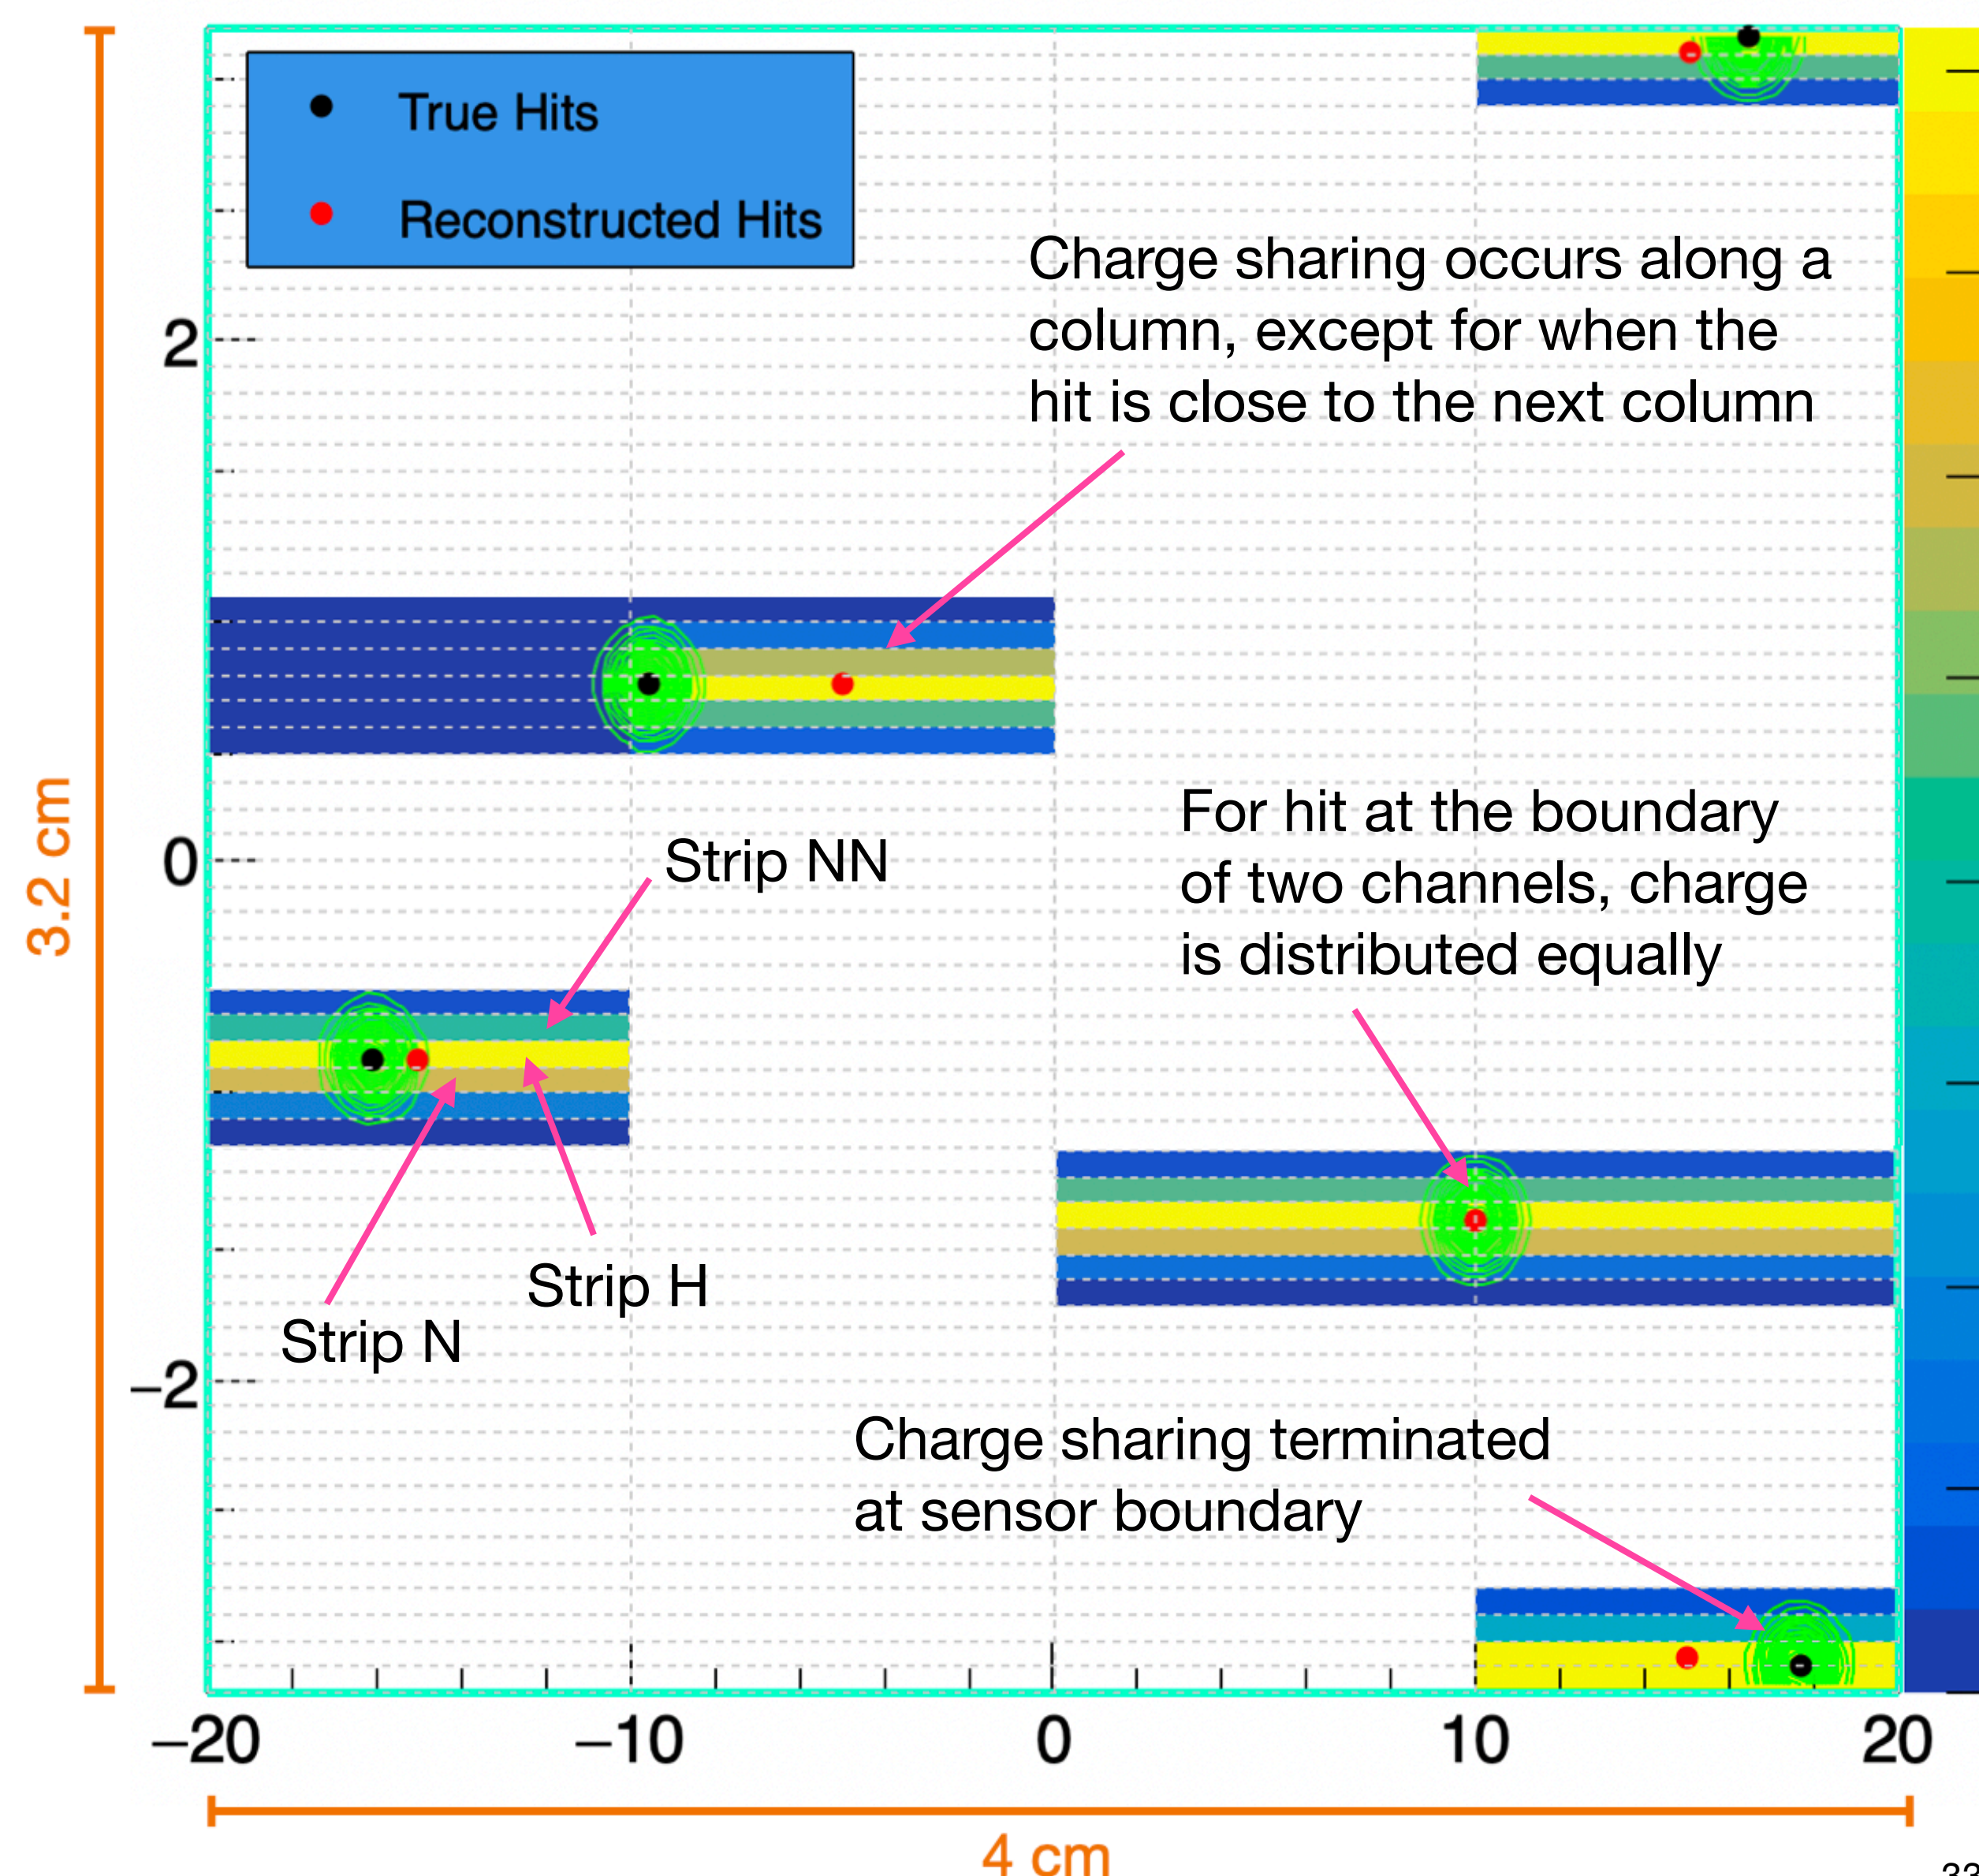 True Hits
Reconstructed Hits
Charge sharing occurs along a
column, except for when the
hit is close to the next column
2
For hit at the boundary
of two channels, charge
is distributed equally
Strip NN
0
3.2 cm
Strip H
Strip N
−2
Charge sharing terminated
at sensor boundary
−20 −10 0 10 20
4 cm